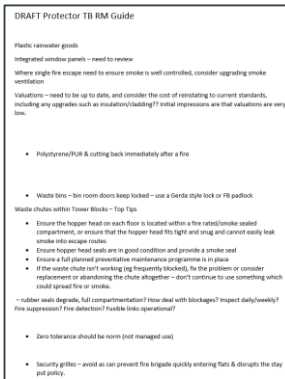 DRAFT Protector TB RM Guide
Plastic rainwater goods
Integrated window panels – need to review
Where single fire escape need to ensure smoke is well controlled, consider upgrading smoke
ventilation
Valuations – need to be up to date, and consider the cost of reinstating to current standards,
including any upgrades such as insulation/cladding?? Initial impressions are that valuations are very
low.
• Polystyrene/PUR & cutting back immediately after a fire
• Waste bins – bin room doors keep locked – use a Gerda style lock or FB padlock
Waste chutes within Tower Blocks – Top Tips
• Ensure the hopper head on each floor is located within a fire rated/smoke sealed
compartment, or ensure that the hopper head fits tight and snug and cannot easily leak
smoke into escape routes
• Ensure hopper head seals are in good condition and provide a smoke seal
• Ensure a full planned preventative maintenance programme is in place
• If the waste chute isn't working (eg frequently blocked), fix the problem or consider
replacement or abandoning the chute altogether – don't continue to use something which
could spread fire or smoke.
– rubber seals degrade, full compartmentation? How deal with blockages? Inspect daily/weekly?
Fire suppression? Fire detection? Fusible links operational?
• Zero tolerance should be norm (not managed use)
• Security grilles – avoid as can prevent fire brigade quickly entering flats & disrupts the stay
put policy.